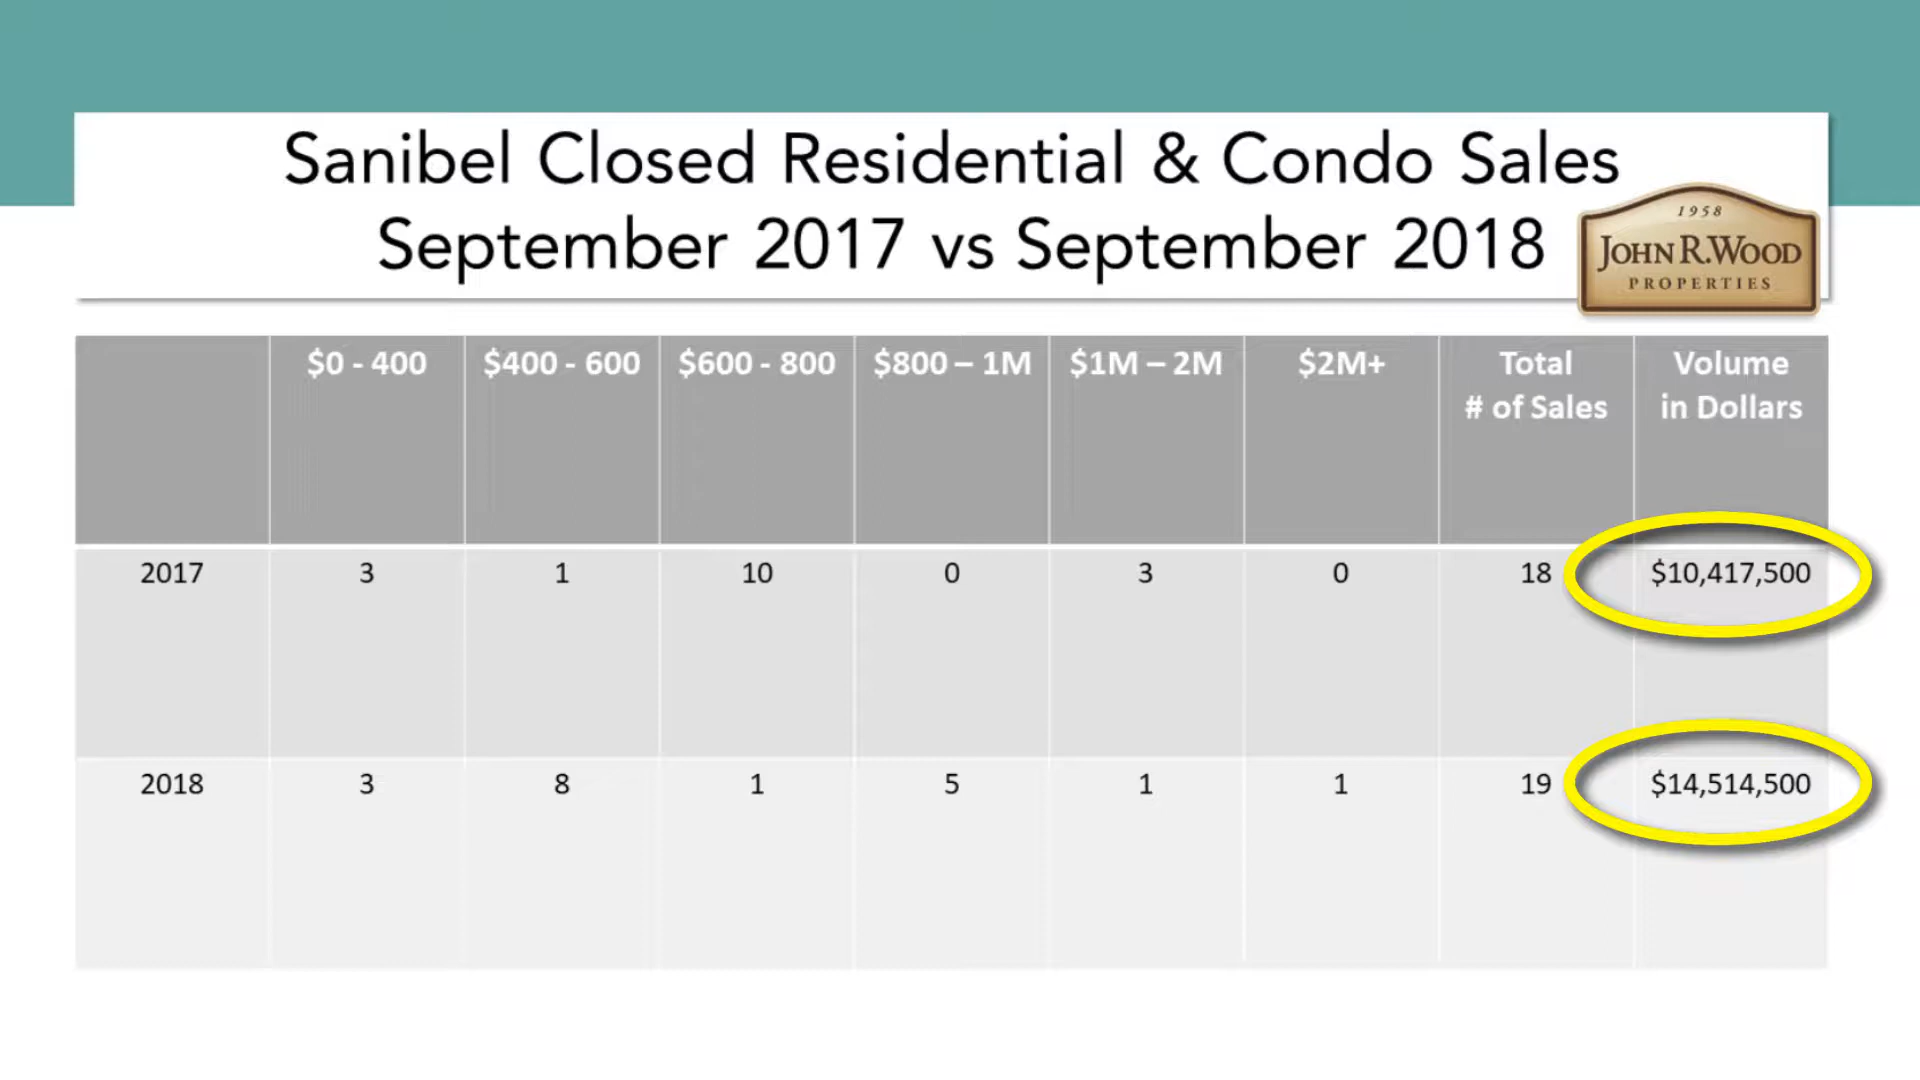 Sanibel Closed Residential & Condo Sales
September 2017 vs September 2018
1958
JOHN R. WOOD
PROPERTIES
$0 - 400 $400 - 600 $600 - 800 $800 – 1M $1M – 2M $2M+ Total # of Sales Volume in Dollars
2017 3 1 10 0 3 0 18 $10,417,500
2018 3 8 1 5 1 1 19 $14,514,500